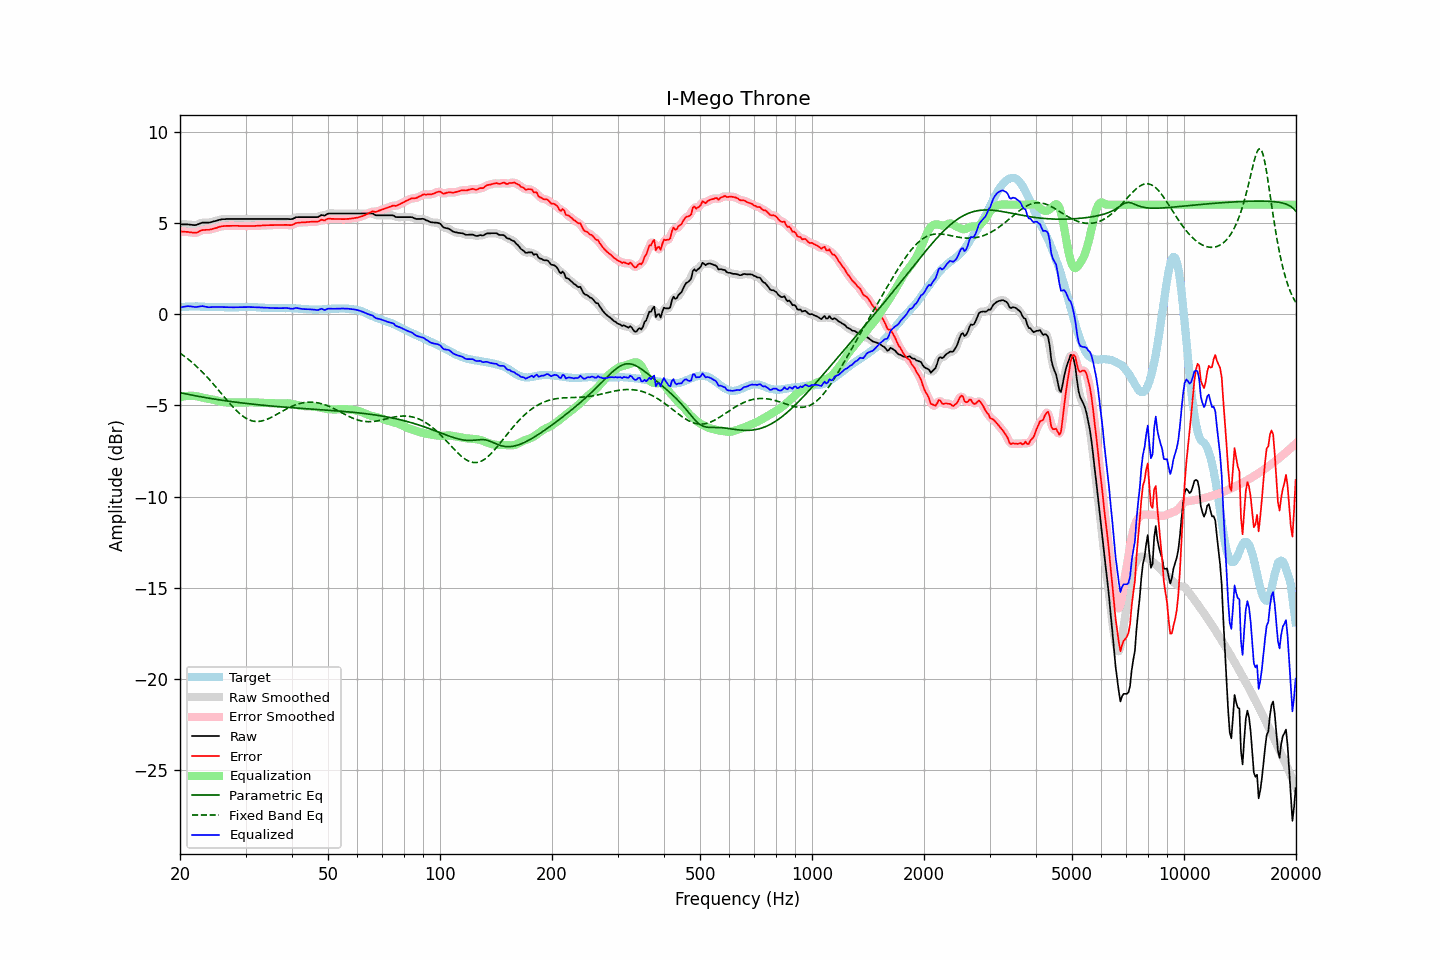 I-Mego Throne
Amplitude (dBr)
10
5
0
−5
−10
−15
−20
−25
Target
Raw Smoothed
Error Smoothed
Raw
Error
Equalization
Parametric Eq
Fixed Band Eq
Equalized
20 50 100 200 500 1000 2000 5000 10000 20000
Frequency (Hz)